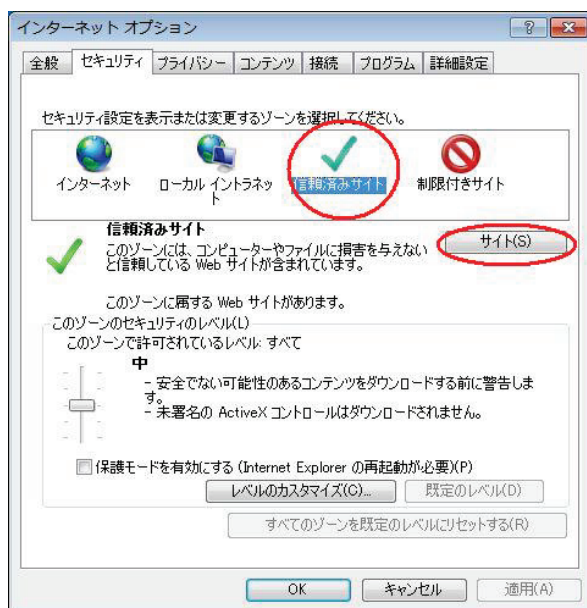 インターネット オプション
全般 セキュリティ プライバシー コンテンツ 接続 プログラム 詳細設定
セキュリティ設定を表示または変更するゾーンを選択してください。
インターネット ローカル イントラネッ
ト 信頼済みサイト 制限付きサイト
信頼済みサイト
サイト(S)
このゾーンには、コンピューターやファイルに損害を与えない
と信頼している Web サイトが含まれています。
このゾーンに属する Web サイトがあります。
このゾーンのセキュリティのレベル(L)
このゾーンで許可されているレベル: すべて
中
- 安全でない可能性のあるコンテンツをダウンロードする前に警告しま
す。
- 未署名の ActiveX コントロールはダウンロードされません。
保護モードを有効にする (Internet Explorer の再起動が必要)(P)
レベルのカスタマイズ(C)... 既定のレベル(D)
すべてのゾーンを既定のレベルにリセットする(R)
OK キャンセル 適用(A)